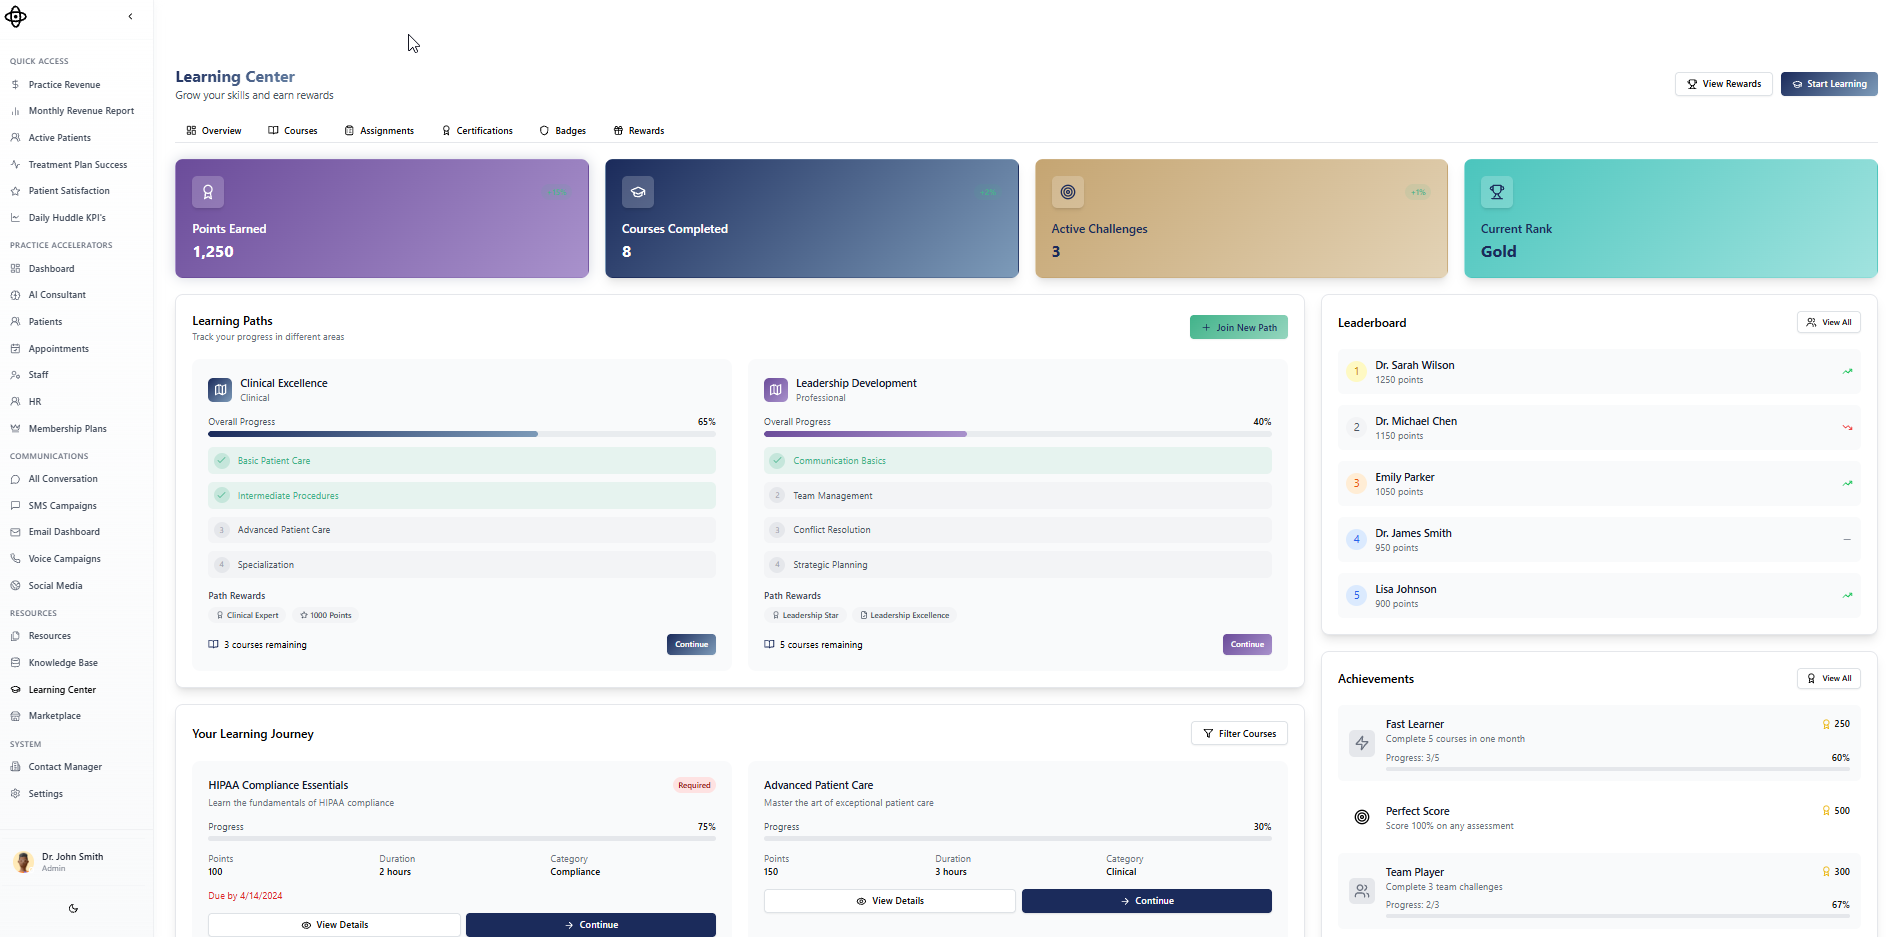 QUICK ACCESS
Practice Revenue
Monthly Revenue Report
Active Patients
Treatment Plan Success
Patient Satisfaction
Daily Huddle KPI's
PRACTICE ACCELERATORS
Dashboard
AI Consultant
Patients
Appointments
Staff
HR
Membership Plans
COMMUNICATIONS
All Conversation
SMS Campaigns
Email Dashboard
Voice Campaigns
Social Media
RESOURCES
Resources
Knowledge Base
Learning Center
Marketplace
SYSTEM
Contact Manager
Settings
Dr. John Smith
Admin
Learning Center
Grow your skills and earn rewards
View Rewards
Start Learning
Overview
Courses
Assignments
Certifications
Badges
Rewards
Points Earned
1,250
+2%
Courses Completed
8
+1%
Active Challenges
3
Current Rank
Gold
Learning Paths
Track your progress in different areas
Join New Path
Clinical Excellence
Clinical
Overall Progress 65%
Basic Patient Care
Intermediate Procedures
3 Advanced Patient Care
4 Specialization
Path Rewards
Clinical Expert 1000 Points
3 courses remaining
Continue
Leadership Development
Professional
Overall Progress 40%
Communication Basics
2 Team Management
3 Conflict Resolution
4 Strategic Planning
Path Rewards
Leadership Star Leadership Excellence
5 courses remaining
Continue
Your Learning Journey
Filter Courses
HIPAA Compliance Essentials
Required
Learn the fundamentals of HIPAA compliance
Progress 75%
Points Duration Category
100 2 hours Compliance
Due by 4/14/2024
View Details
Continue
Advanced Patient Care
Master the art of exceptional patient care
Progress 30%
Points Duration Category
150 3 hours Clinical
View Details
Continue
Leaderboard
View All
1 Dr. Sarah Wilson
1250 points
2 Dr. Michael Chen
1150 points
3 Emily Parker
1050 points
4 Dr. James Smith
950 points
5 Lisa Johnson
900 points
Achievements
View All
Fast Learner 250
Complete 5 courses in one month
Progress: 3/5 60%
Perfect Score 500
Score 100% on any assessment
Team Player 300
Complete 3 team challenges
Progress: 2/3 67%